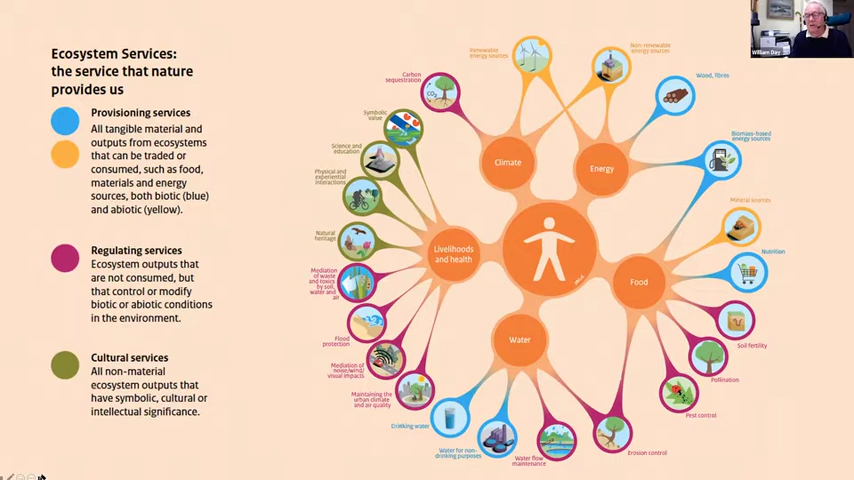 Ecosystem Services:
the service that nature
provides us
Provisioning services
All tangible material and
outputs from ecosystems
that can be traded or
consumed, such as food,
materials and energy
sources, both biotic (blue)
and abiotic (yellow).
Regulating services
Ecosystem outputs that
are not consumed, but
that control or modify
biotic or abiotic conditions
in the environment.
Cultural services
All non-material
ecosystem outputs that
have symbolic, cultural or
intellectual significance.
William Day
Renewable
energy sources
Non-renewable
energy sources
Carbon
sequestration
CO2
Wood, fibres
Symbolic
value
Biomass-based
energy sources
Science and
education
Climate
Energy
Physical and
experiential
interactions
Mineral sources
Natural
heritage
Livelihoods
and health
Nutrition
Mediation
of waste
and toxics
by soil,
water and
air
Food
Flood
protection
Water
Soil fertility
Mediation of
noise/wind/
visual impacts
Pollination
Maintaining the
urban climate
and air quality
Pest control
Drinking water
Water for non-
drinking purposes
Water flow
maintenance
Erosion control